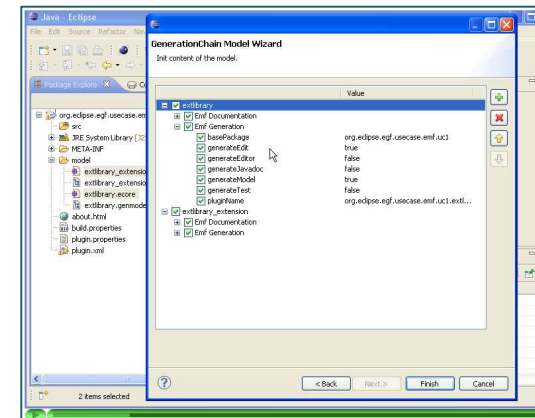 Java - Eclipse
File Edit Source Refactor Nav
Package Explore
org.eclipse.egf.usecase.em
src
JRE System Library
META-INF
model
extlibrary_extensio
extlibrary_extensio
extlibrary.ecore
extlibrary.genmode
about.html
build.properties
plugin.properties
plugin.xml
2 items selected
GenerationChain Model Wizard
Init content of the model.
Value
extlibrary
Emf Documentation
Emf Generation
basePackage org.eclipse.egf.usecase.emf.uc1
generateEdit true
generateEditor false
generateJavadoc false
generateModel true
generateTest false
pluginName org.eclipse.egf.usecase.emf.uc1.extl...
extlibrary_extension
Emf Documentation
Emf Generation
< Back Next > Finish Cancel